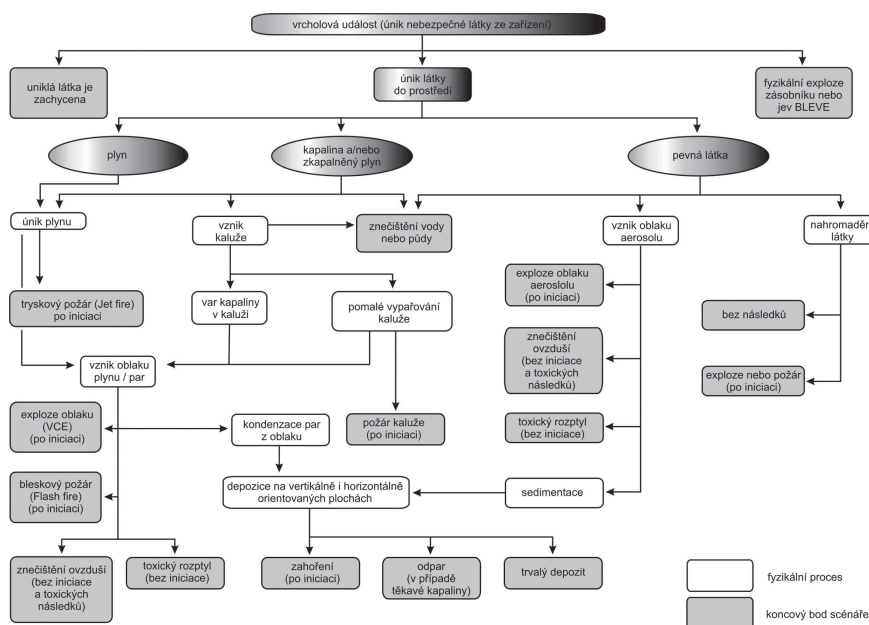 vrcholová událost (únik nebezpečné látky ze zařízení)
uniklá látka je
zachycena
únik látky
do prostředí
fyzikální exploze
zásobníku nebo
jev BLEVE
plyn
kapalina a/nebo
zkapalněný plyn
pevná látka
únik plynu
vznik
kaluže
znečištění vody
nebo půdy
vznik oblaku
aerosolu
nahromadění
látky
tryskový požár (Jet fire)
po iniciaci
var kapaliny
v kaluži
pomalé vypařování
kaluže
exploze oblaku
aeroslolu
(po iniciaci)
bez následků
vznik oblaku
plynu / par
znečištění
ovzduší
(bez iniciace
a toxických
následků)
exploze nebo požár
(po iniciaci)
exploze oblaku
(VCE)
(po iniciaci)
kondenzace par
z oblaku
požár kaluže
(po iniciaci)
toxický rozptyl
(bez iniciace)
bleskový požár
(Flash fire)
(po iniciaci)
depozice na vertikálně i horizontálně
orientovaných plochách
sedimentace
znečištění ovzduší
(bez iniciace
a toxických
následků)
toxický rozptyl
(bez iniciace)
zahoření
(po iniciaci)
odpar
(v případě
těkavé kapaliny)
trvalý depozit
fyzikální proces
koncový bod scénáře